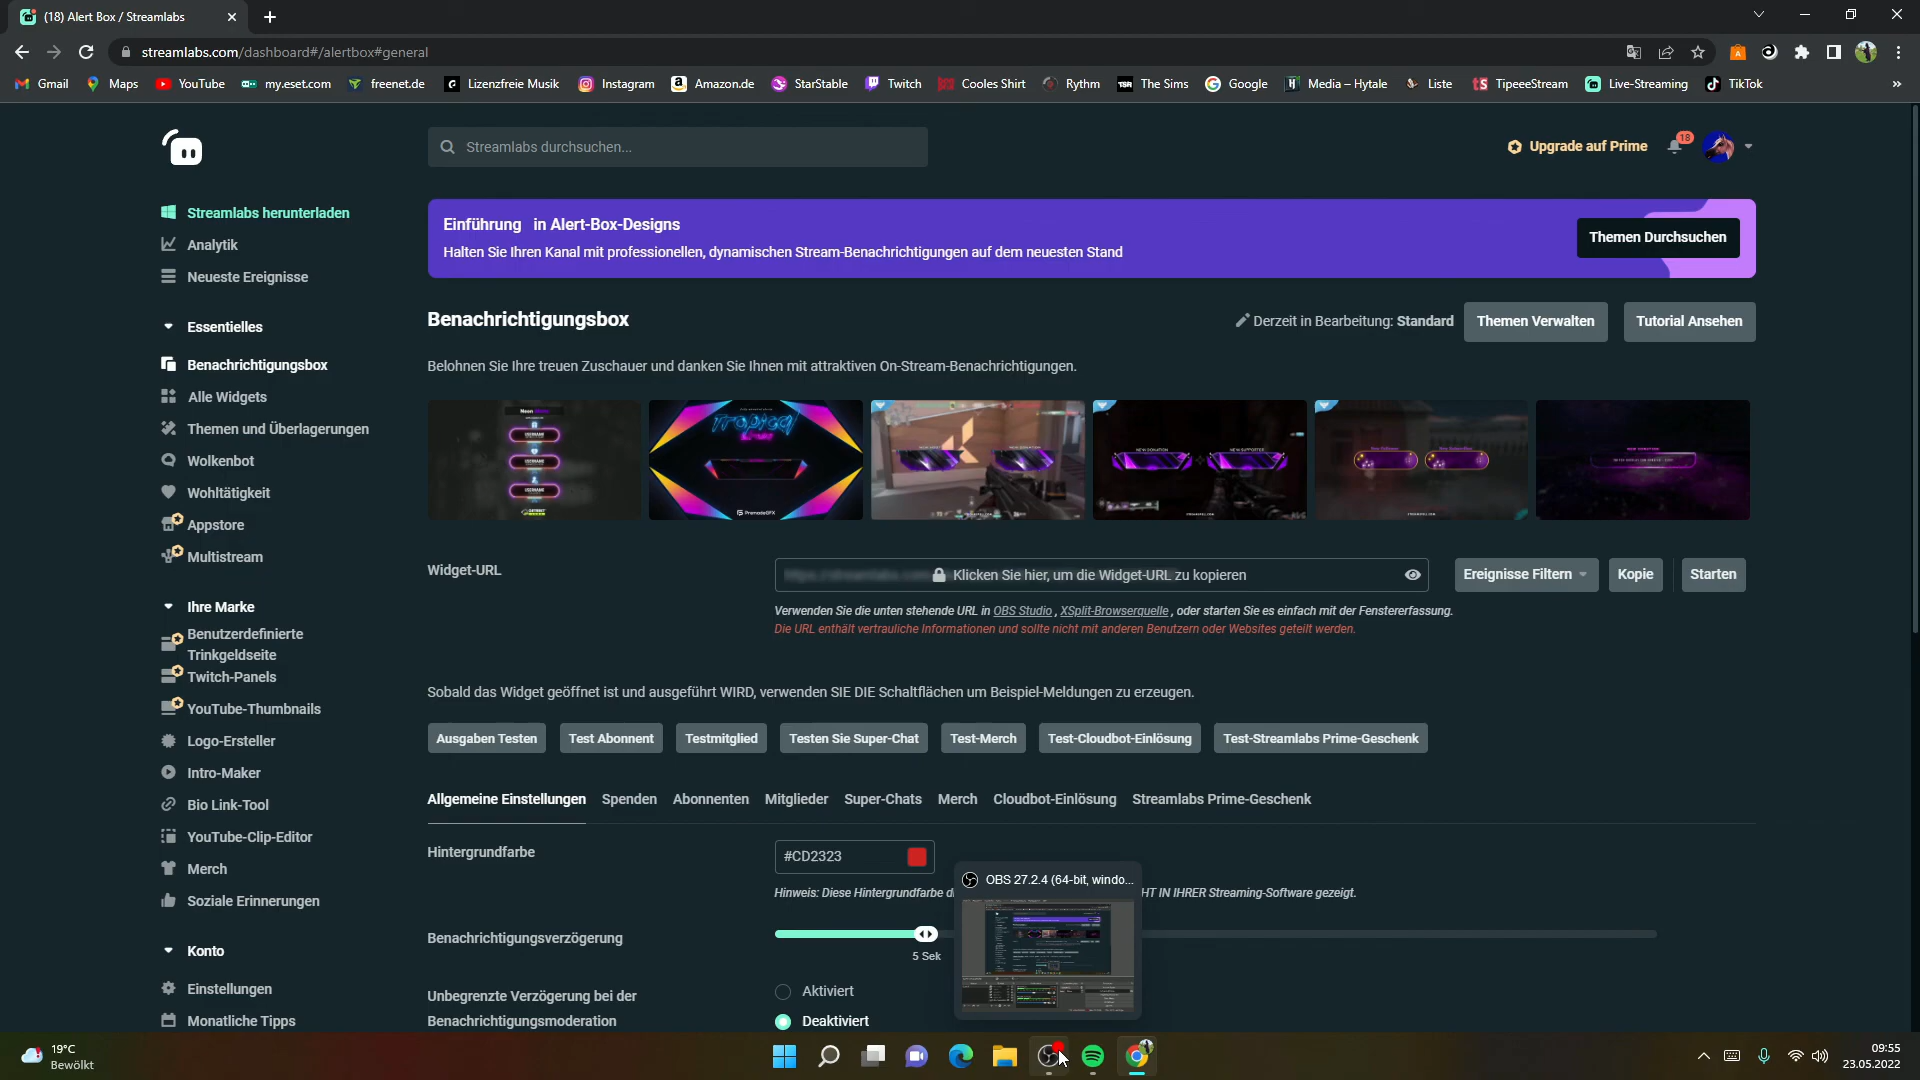 (18) Alert Box / Streamlabs
streamlabs.com/dashboard#/alertbox#general
Gmail Maps YouTube my.eset.com freenet.de Lizenzfreie Musik Instagram Amazon.de StarStable Twitch Cooles Shirt Rythm The Sims Google Media – Hytale Liste TipeeeStream Live-Streaming TikTok »
Streamlabs durchsuchen...
Upgrade auf Prime
18
Streamlabs herunterladen
Analytik
Neueste Ereignisse
Essentielles
Benachrichtigungsbox
Alle Widgets
Themen und Überlagerungen
Wolkenbot
Wohltätigkeit
Appstore
Multistream
Ihre Marke
Benutzerdefinierte
Trinkgeldseite
Twitch-Panels
YouTube-Thumbnails
Logo-Ersteller
Intro-Maker
Bio Link-Tool
YouTube-Clip-Editor
Merch
Soziale Erinnerungen
Konto
Einstellungen
Monatliche Tipps
Einführung in Alert-Box-Designs
Halten Sie Ihren Kanal mit professionellen, dynamischen Stream-Benachrichtigungen auf dem neuesten Stand
Themen Durchsuchen
Benachrichtigungsbox
Derzeit in Bearbeitung: Standard
Themen Verwalten
Tutorial Ansehen
Belohnen Sie Ihre treuen Zuschauer und danken Sie Ihnen mit attraktiven On-Stream-Benachrichtigungen.
Widget-URL
Klicken Sie hier, um die Widget-URL zu kopieren
Ereignisse Filtern
Kopie
Starten
Verwenden Sie die unten stehende URL in OBS Studio , XSplit-Browserquelle , oder starten Sie es einfach mit der Fenstererfassung.
Die URL enthält vertrauliche Informationen und sollte nicht mit anderen Benutzern oder Websites geteilt werden.
Sobald das Widget geöffnet ist und ausgeführt WIRD, verwenden SIE DIE Schaltflächen um Beispiel-Meldungen zu erzeugen.
Ausgaben Testen
Test Abonnent
Testmitglied
Testen Sie Super-Chat
Test-Merch
Test-Cloudbot-Einlösung
Test-Streamlabs Prime-Geschenk
Allgemeine Einstellungen Spenden Abonnenten Mitglieder Super-Chats Merch Cloudbot-Einlösung Streamlabs Prime-Geschenk
Hintergrundfarbe
#CD2323
OBS 27.2.4 (64-bit, windo...
Hinweis: Diese Hintergrundfarbe d
HT IN IHRER Streaming-Software gezeigt.
Benachrichtigungsverzögerung
5 Sek
Unbegrenzte Verzögerung bei der
Benachrichtigungsmoderation
Aktiviert
Deaktiviert
19°C
Bewölkt
09:55
23.05.2022